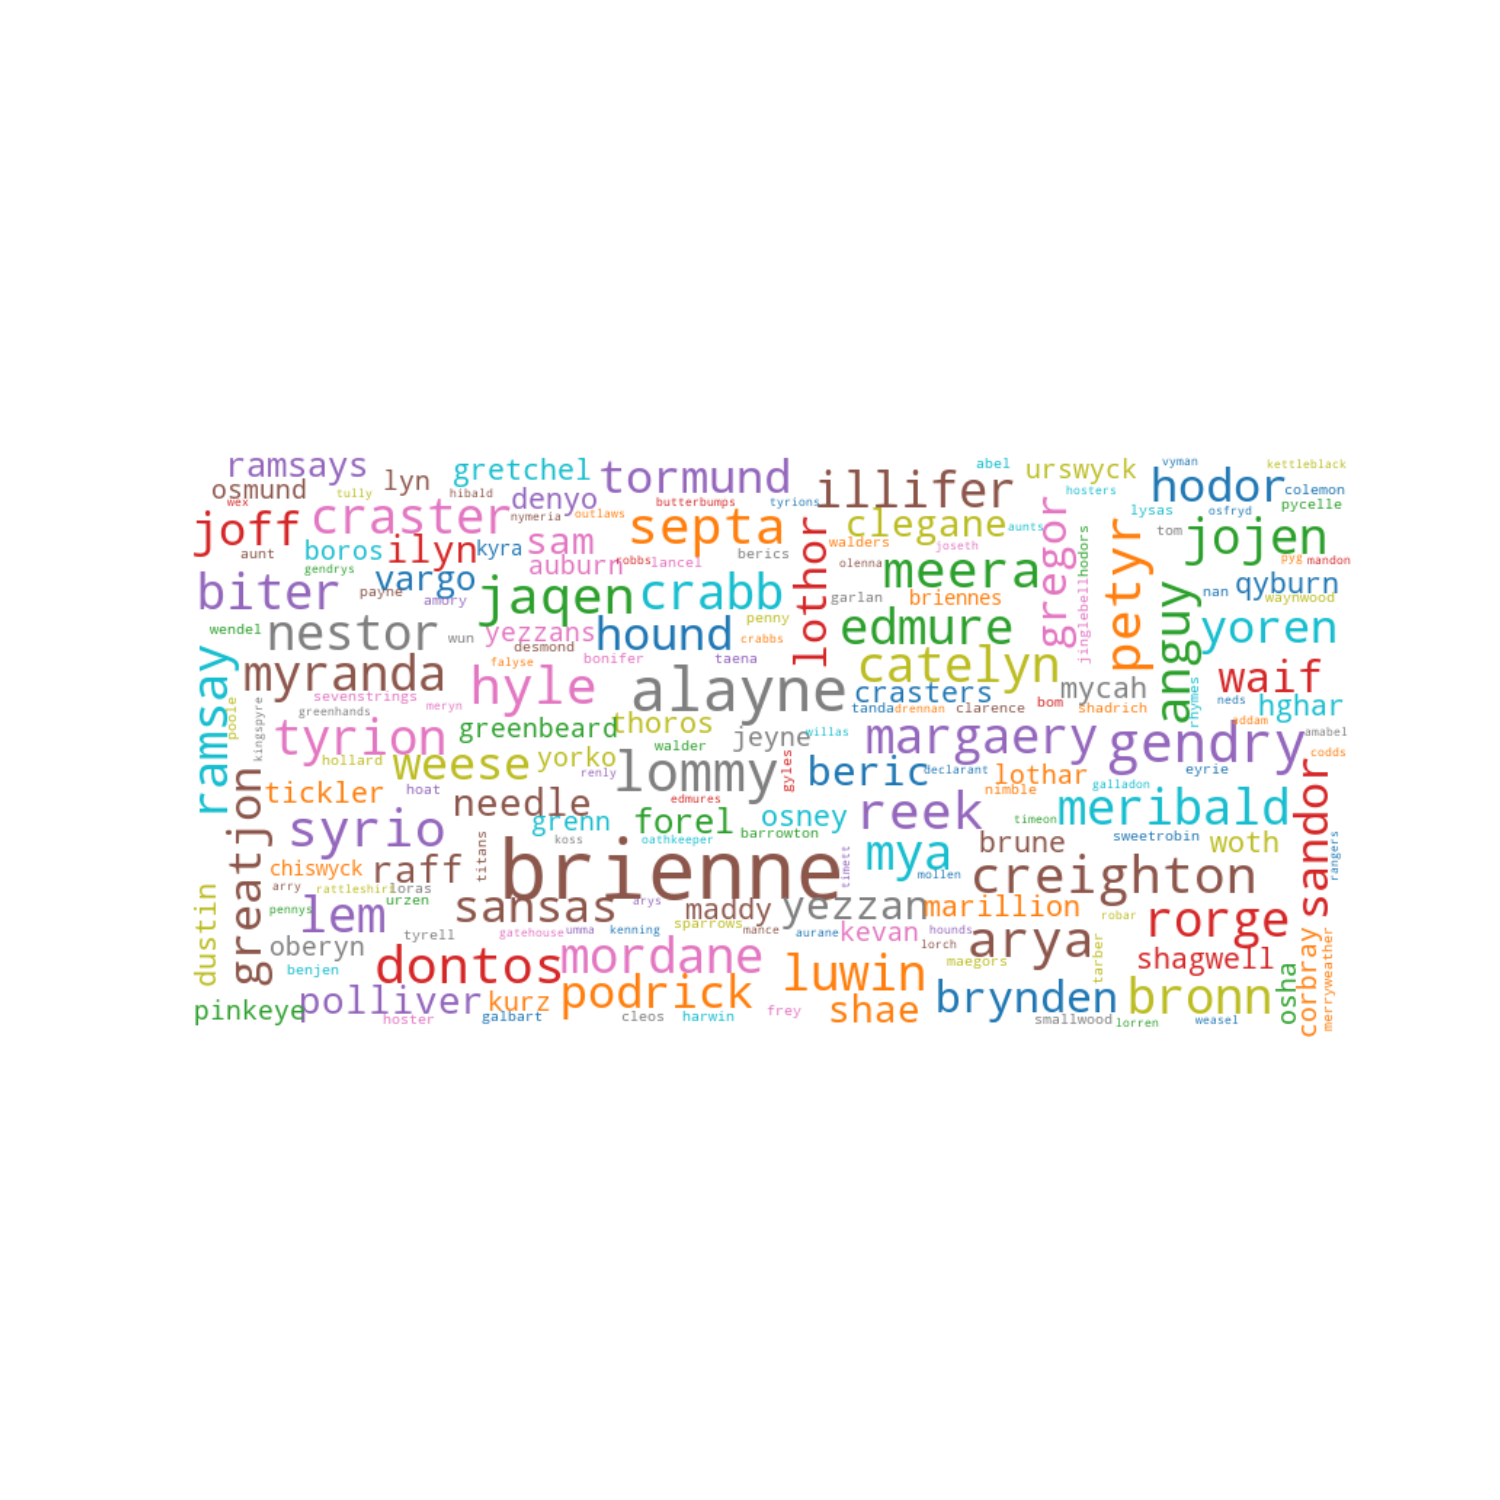 ramsays
lyn
gretchel
tormund
illifer
abel
urswyck
vyman
hodor
kettleblack
osmund
wex
tully
hibald
denyo
butterbumps
tyrions
hosters
colemon
joff
craster
nymeria
outlaws
septa
lothor
clegane
aunts
gregor
lysas
osfryd
pycelle
aunt
boros
ilyn
kyra
sam
berics
walders
joseth
hodors
petyr
tom
jojen
gendrys
auburn
robbs
lancel
olenna
meera
pyg
mandon
biter
payne
vargo
amory
jaqen
crabb
garlan
briennes
jinglebell
anguy
nan
qyburn
waynwood
wendel
nestor
wun
yezzans
desmond
hound
penny
crabbs
edmure
yoren
ramsay
myranda
falyse
bonifer
taena
catelyn
mycah
waif
sevenstrings
meryn
hyle
alayne
crasters
bom
shadrich
rhymes
neds
hghar
poole
kingspyre
greenhands
tanda
drennan
clarence
addam
amabel
tyrion
greenbeard
thoros
jeyne
willas
margaery
gendry
codds
hollard
weese
yorko
walder
lommy
renly
gyles
beric
declarant
lothar
nimble
eyrie
galladon
greatjon
tickler
hoat
needle
edmures
reek
meribald
sandor
syrio
grenn
forel
osney
timeon
koss
oathkeeper
barrowton
brune
sweetrobin
woth
rangers
chiswyck
raff
titans
brienne
timett
mya
mollen
creighton
dustin
arry
rattleshirt
loras
urzen
pennys
lem
sansas
arys
maddy
yezzan
marillion
robar
rorge
oberyn
tyrell
gatehouse
umma
kenning
sparrows
mance
aurane
kevan
hounds
lorch
arya
tarber
shagwell
corbray
merryweather
benjen
dontos
mordane
luwin
maegors
osha
pinkeye
polliver
hoster
kurz
galbart
podrick
cleos
harwin
frey
shae
brynden
smallwood
lorren
bronn
weasel